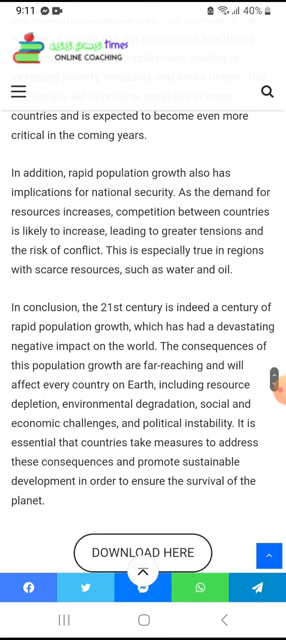 9:11
40%
times
ONLINE COACHING
countries and is expected to become even more
critical in the coming years.
In addition, rapid population growth also has
implications for national security. As the demand for
resources increases, competition between countries
is likely to increase, leading to greater tensions and
the risk of conflict. This is especially true in regions
with scarce resources, such as water and oil.
In conclusion, the 21st century is indeed a century of
rapid population growth, which has had a devastating
negative impact on the world. The consequences of
this population growth are far-reaching and will
affect every country on Earth, including resource
depletion, environmental degradation, social and
economic challenges, and political instability. It is
essential that countries take measures to address
these consequences and promote sustainable
development in order to ensure the survival of the
planet.
DOWNLOAD HERE